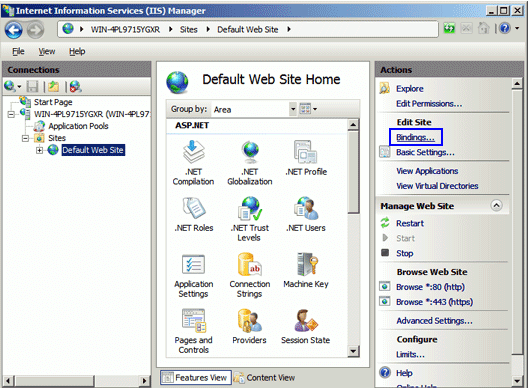 Internet Information Services (IIS) Manager
WIN-4PL9715YGXR
Sites
Default Web Site
File View Help
Connections
Start Page
WIN-4PL9715YGXR (WIN-4PL97
Application Pools
Sites
Default Web Site
Default Web Site Home
Group by: Area
ASP.NET
.NET Compilation
.NET Globalization
.NET Profile
.NET Roles
.NET Trust Levels
.NET Users
Application Settings
Connection Strings
Machine Key
Pages and Controls
Providers
Session State
Features View
Content View
Actions
Explore
Edit Permissions...
Edit Site
Bindings...
Basic Settings...
View Applications
View Virtual Directories
Manage Web Site
Restart
Start
Stop
Browse Web Site
Browse *:80 (http)
Browse *:443 (https)
Advanced Settings...
Configure
Limits...
Help
Online Help